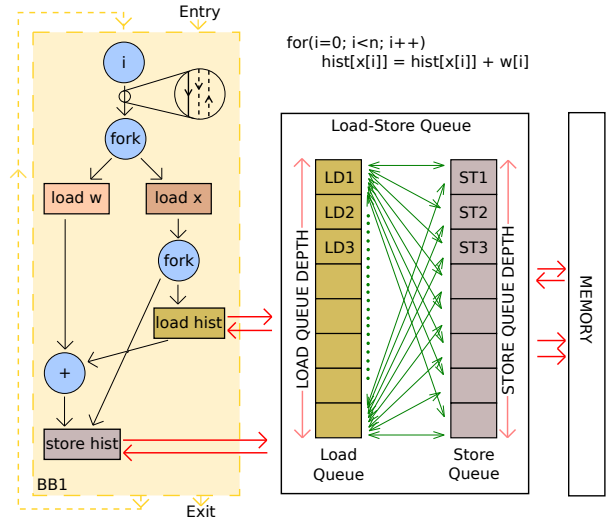 Entry
i
fork
load w
load x
fork
load hist
+
store hist
BB1
Exit
for(i=0; i<n; i++)
hist[x[i]] = hist[x[i]] + w[i]
Load-Store Queue
LOAD QUEUE DEPTH
LD1
LD2
LD3
ST1
ST2
ST3
STORE QUEUE DEPTH
Load
Queue
Store
Queue
MEMORY